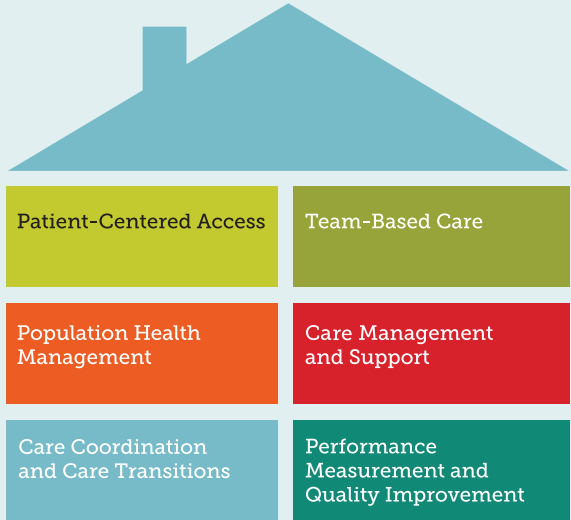 Patient-Centered Access
Team-Based Care
Population Health
Management
Care Management
and Support
Care Coordination
and Care Transitions
Performance
Measurement and
Quality Improvement